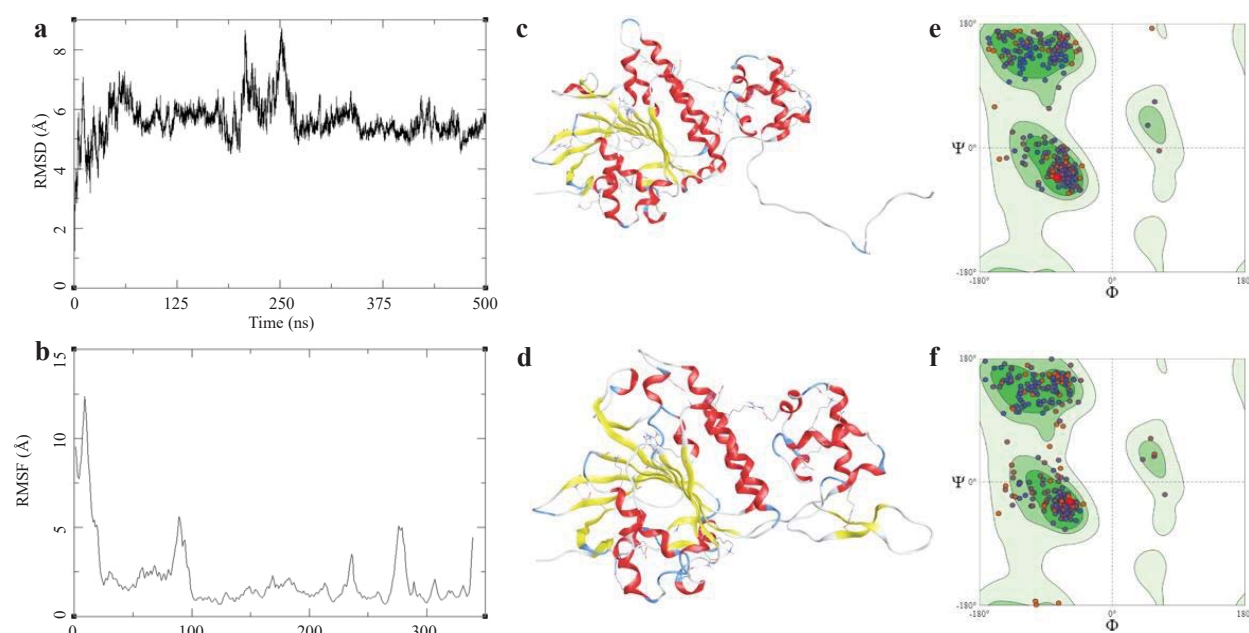 a
8
6
4
2
0
RMSD (Å)
0 125 250 375 500
Time (ns)
b
15
10
5
0
RMSF (Å)
0 100 200 300
c
d
e
180°
Ψ 0°
-180°
-180° 0° 180°
Φ
f
180°
Ψ 0°
-180°
-180° 0° 180°
Φ